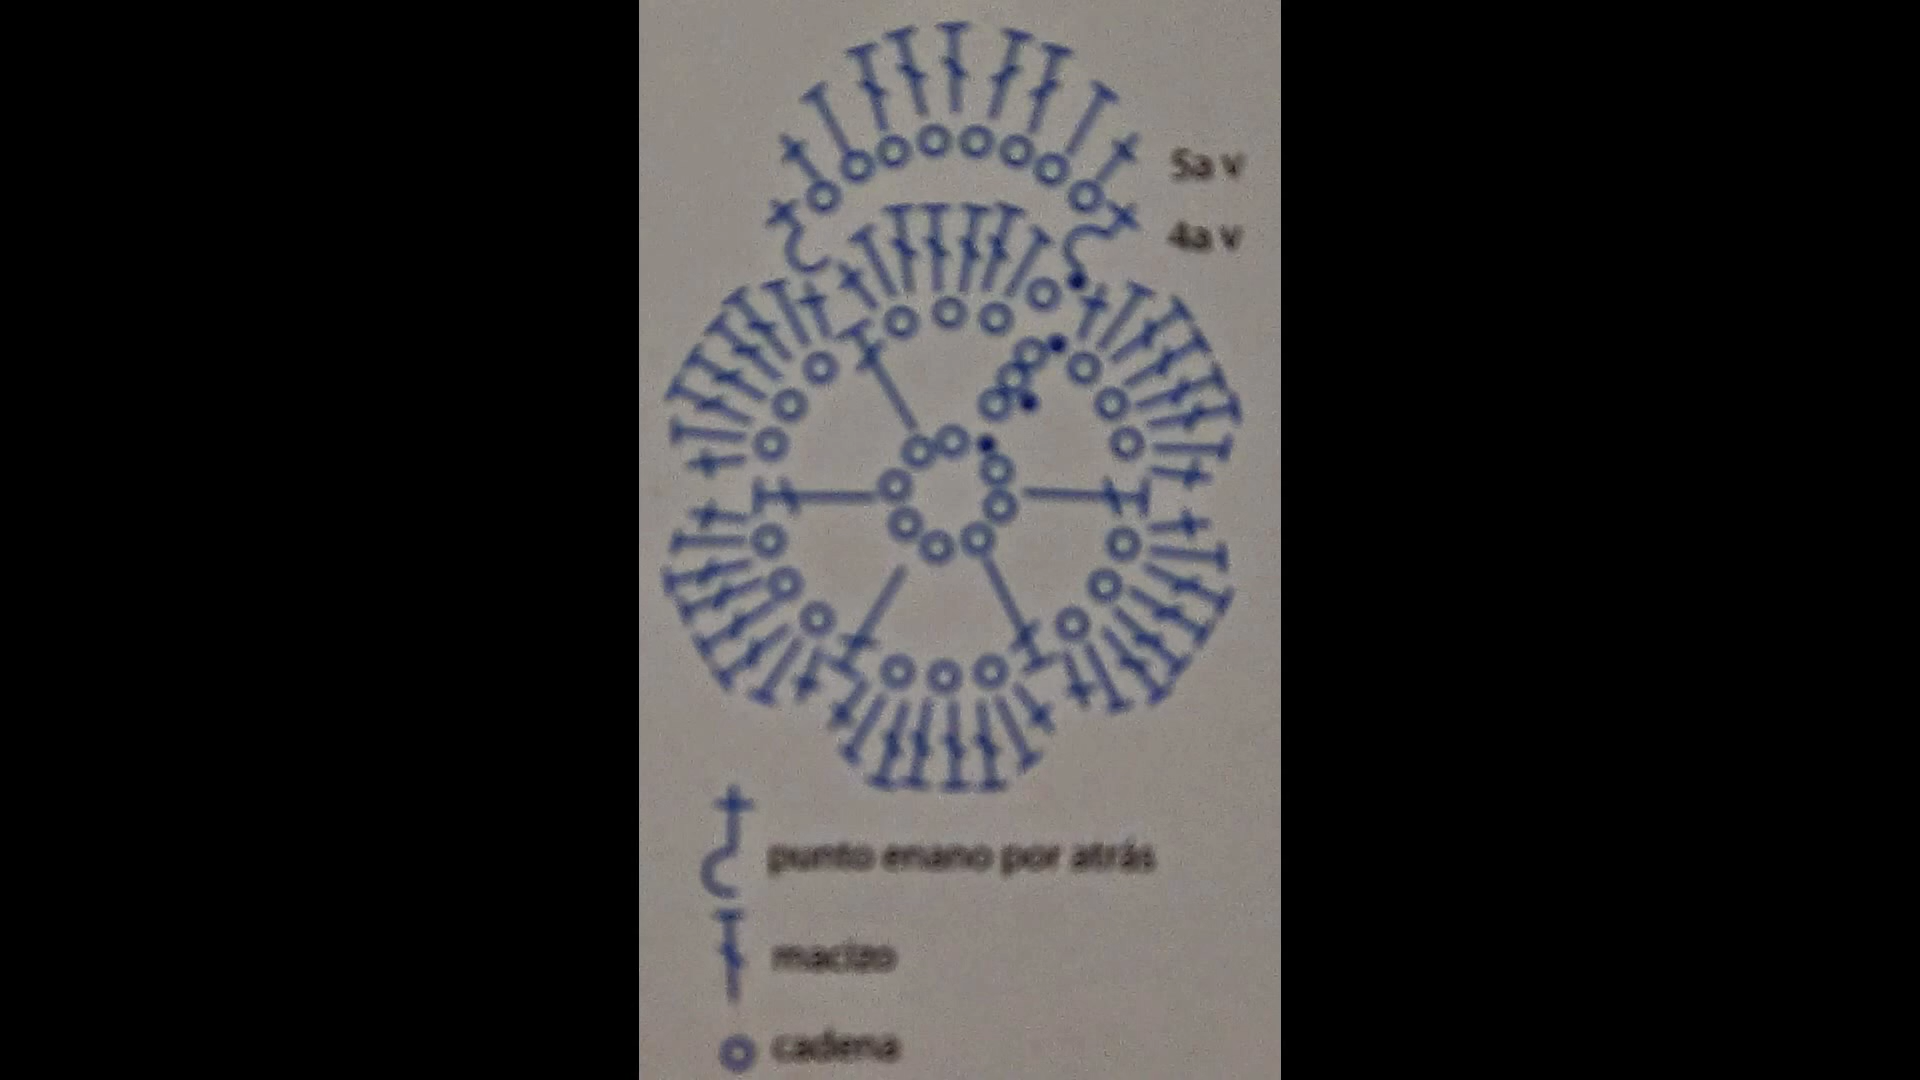 5a v
4a v
punto enano por atrás
macizo
cadena